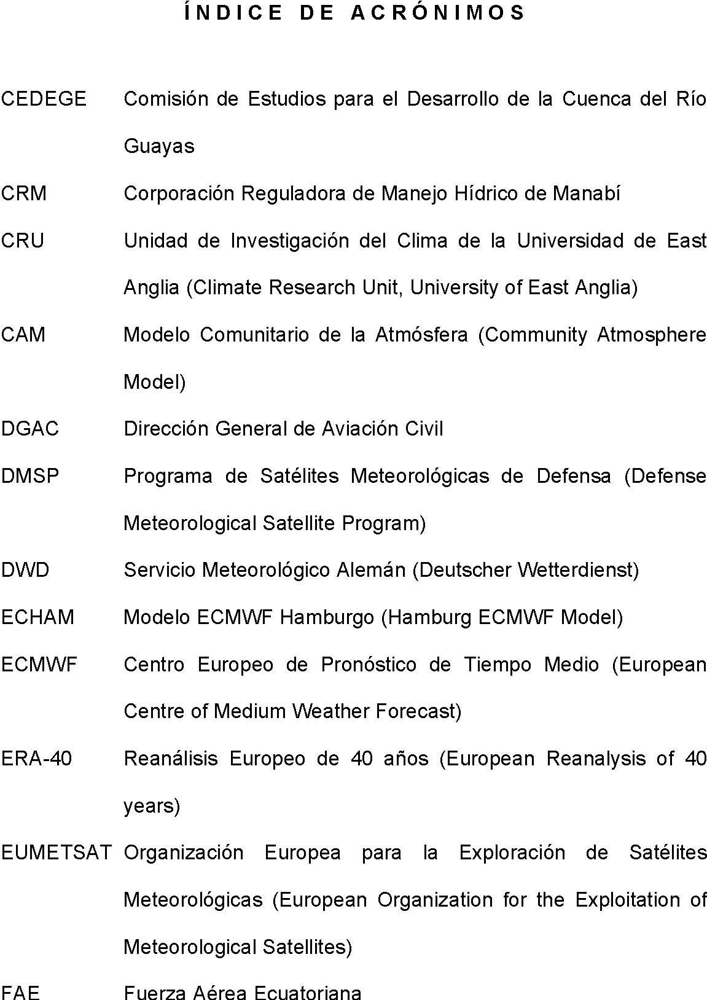 ÍNDICE DE ACRÓNIMOS
CEDEGE Comisión de Estudios para el Desarrollo de la Cuenca del Río
Guayas
CRM Corporación Reguladora de Manejo Hídrico de Manabí
CRU Unidad de Investigación del Clima de la Universidad de East
Anglia (Climate Research Unit, University of East Anglia)
CAM Modelo Comunitario de la Atmósfera (Community Atmosphere
Model)
DGAC Dirección General de Aviación Civil
DMSP Programa de Satélites Meteorológicas de Defensa (Defense
Meteorological Satellite Program)
DWD Servicio Meteorológico Alemán (Deutscher Wetterdienst)
ECHAM Modelo ECMWF Hamburgo (Hamburg ECMWF Model)
ECMWF Centro Europeo de Pronóstico de Tiempo Medio (European
Centre of Medium Weather Forecast)
ERA-40 Reanálisis Europeo de 40 años (European Reanalysis of 40
years)
EUMETSAT Organización Europea para la Exploración de Satélites
Meteorológicas (European Organization for the Exploitation of
Meteorological Satellites)
FAE Fuerza Aérea Ecuatoriana